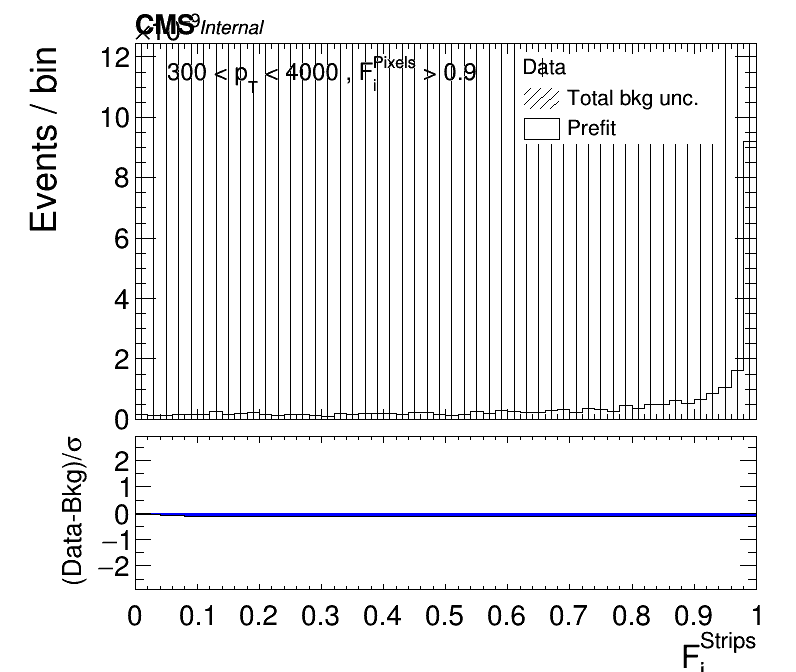 CMS Internal
×10⁻⁹
Events / bin
300 < p_T < 4000 , F_i^Pixels > 0.9
Data
Total bkg unc.
Prefit
12
10
8
6
4
2
0
(Data-Bkg)/σ
2
1
0
−1
−2
0 0.1 0.2 0.3 0.4 0.5 0.6 0.7 0.8 0.9 1
F_i^Strips